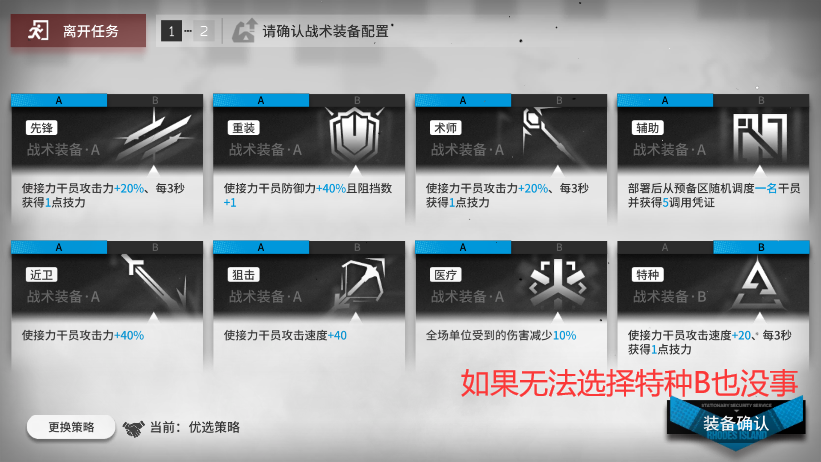 离开任务
1 2
请确认战术装备配置
A B
先锋
战术装备·A
使接力干员攻击力+20%、每3秒
获得1点技力
A B
重装
战术装备·A
使接力干员防御力+40%且阻挡数
+1
A B
术师
战术装备·A
使接力干员攻击力+20%、每3秒
获得1点技力
A B
辅助
战术装备·A
部署后从预备区随机调度一名干员
并获得5调用凭证
A B
近卫
战术装备·A
使接力干员攻击力+40%
A B
狙击
战术装备·A
使接力干员攻击速度+40
A B
医疗
战术装备·A
全场单位受到的伤害减少10%
A B
特种
战术装备·B
使接力干员攻击速度+20、每3秒
获得1点技力
如果无法选择特种B也没事
更换策略
当前：优选策略
STATIONARY SECURITY SERVICE
装备确认
RHODES ISLAND